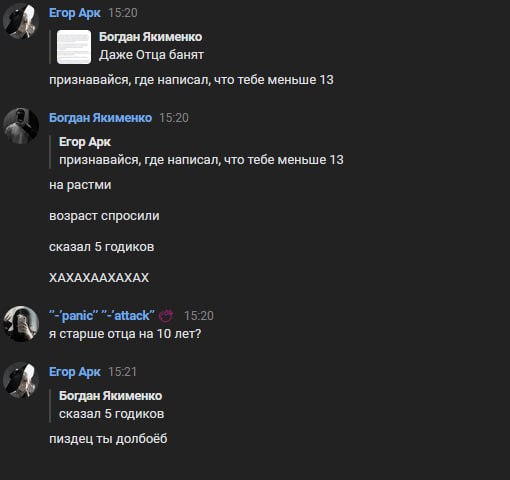 Егор Арк 15:20
Богдан Якименко
Даже Отца банят
признавайся, где написал, что тебе меньше 13
Богдан Якименко 15:20
Егор Арк
признавайся, где написал, что тебе меньше 13
на растми
возраст спросили
сказал 5 годиков
ХАХАХААХАХАХ
"-'panic" "-'attack" 15:20
я старше отца на 10 лет?
Егор Арк 15:21
Богдан Якименко
сказал 5 годиков
пиздец ты долбоёб